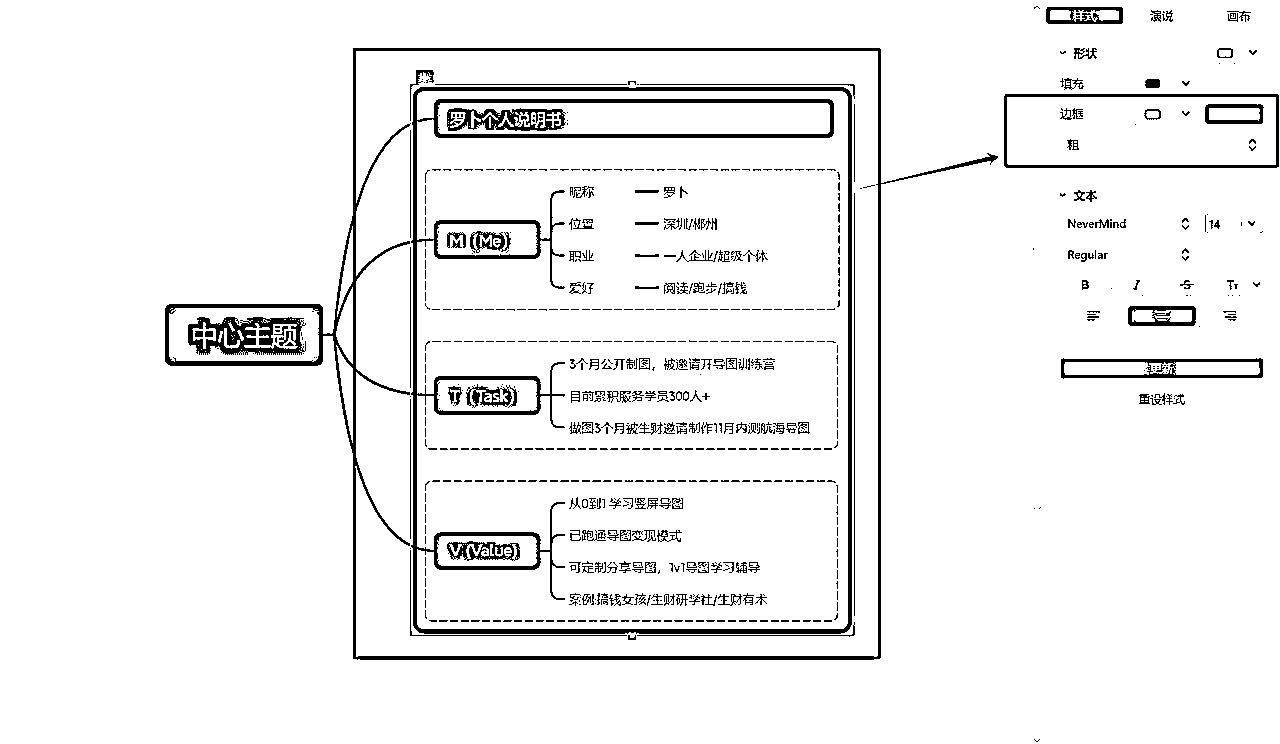 样式 演说 画布
形状
填充
边框
粗
文本
NeverMind 14
Regular
B I S Tт
更新
重设样式
中心主题
罗卜个人说明书
M (Me)
昵称 罗卜
位置 深圳/郴州
职业 一人企业/超级个体
爱好 阅读/跑步/搞钱
T (Task)
3个月公开制图，被邀请开导图训练营
目前累积服务学员300人+
做图3个月被生财邀请制作11月内测航海导图
V (Value)
从0到1 学习竖屏导图
已跑通导图变现模式
可定制分享导图，1v1导图学习辅导
案例:搞钱女孩/生财研学社/生财有术